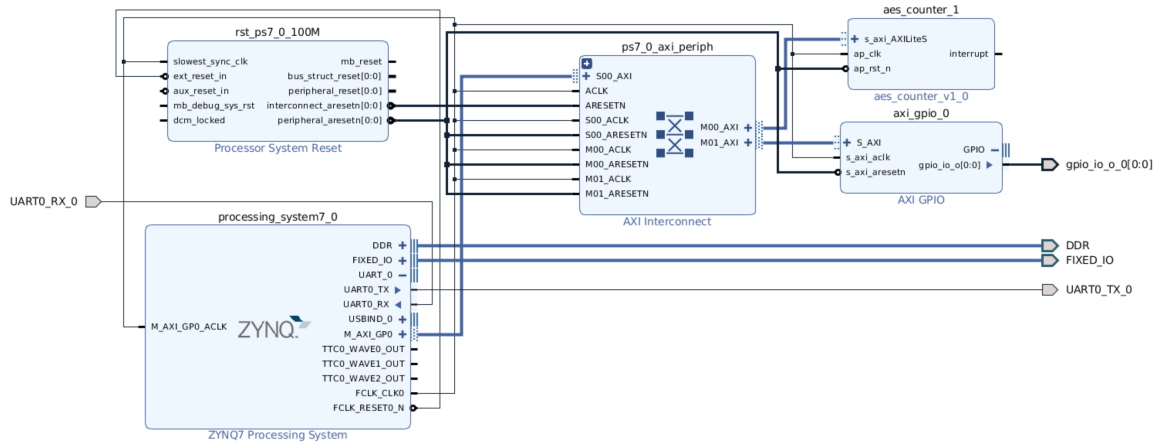 rst_ps7_0_100M
slowest_sync_clk
ext_reset_in
aux_reset_in
mb_debug_sys_rst
dcm_locked
mb_reset
bus_struct_reset[0:0]
peripheral_reset[0:0]
interconnect_aresetn[0:0]
peripheral_aresetn[0:0]
Processor System Reset
ps7_0_axi_periph
S00_AXI
ACLK
ARESETN
S00_ACLK
S00_ARESETN
M00_ACLK
M00_ARESETN
M01_ACLK
M01_ARESETN
M00_AXI
M01_AXI
AXI Interconnect
aes_counter_1
s_axi_AXILiteS
ap_clk
ap_rst_n
interrupt
aes_counter_v1_0
axi_gpio_0
S_AXI
s_axi_aclk
s_axi_aresetn
GPIO
gpio_io_o[0:0]
AXI GPIO
gpio_io_o_0[0:0]
UART0_RX_0
processing_system7_0
M_AXI_GP0_ACLK
ZYNQ
DDR
FIXED_IO
UART_0
UART0_TX
UART0_RX
USBIND_0
M_AXI_GP0
TTC0_WAVE0_OUT
TTC0_WAVE1_OUT
TTC0_WAVE2_OUT
FCLK_CLK0
FCLK_RESET0_N
ZYNQ7 Processing System
DDR
FIXED_IO
UART0_TX_0